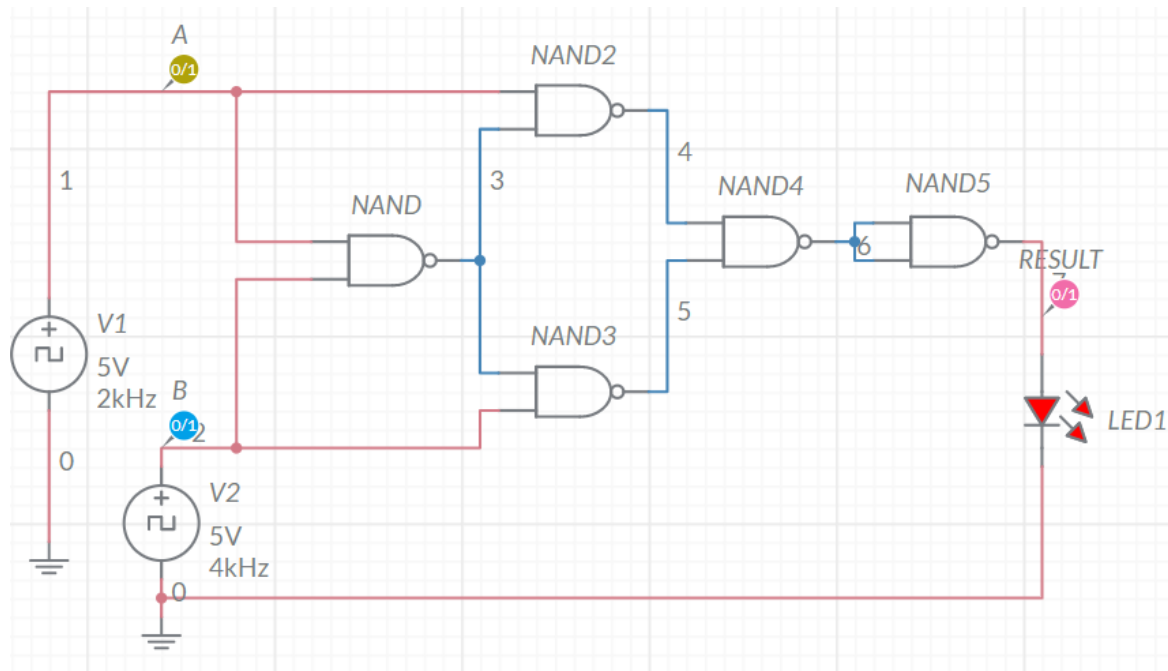 A
0/1
NAND2
1
3
4
NAND
NAND4
NAND5
6
RESULT
7
0/1
V1
5V
2kHz
5
NAND3
B
0/1
2
LED1
0
V2
5V
4kHz
0